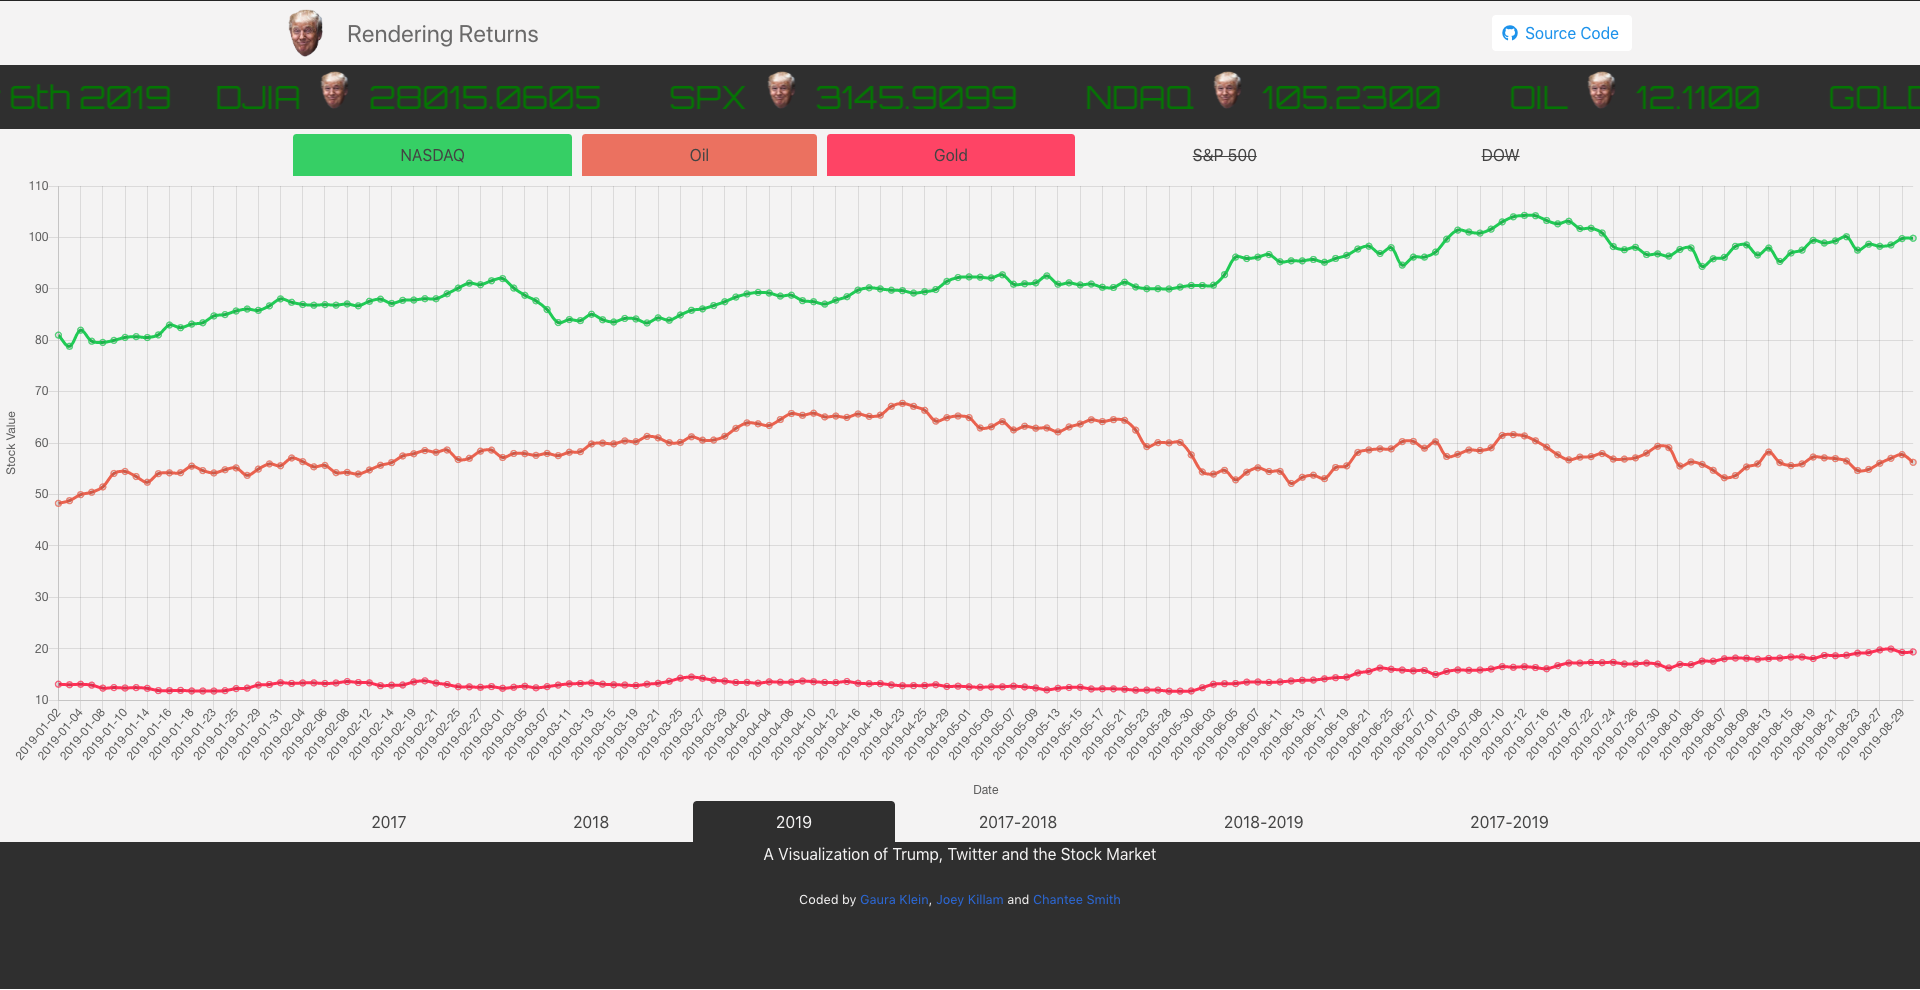 Rendering Returns
Source Code
6th 2019 DJIA 28015.0605 SPX 3145.9099 NDAQ 105.2300 OIL 12.1100 GOLD
NASDAQ Oil Gold S&P 500 DOW
110
100
90
80
70
60
50
40
30
20
10
Stock Value
2019-01-02 2019-01-04 2019-01-08 2019-01-10 2019-01-14 2019-01-16 2019-01-18 2019-01-23 2019-01-25 2019-01-29 2019-01-31 2019-02-04 2019-02-06 2019-02-08 2019-02-12 2019-02-14 2019-02-19 2019-02-21 2019-02-25 2019-02-27 2019-03-01 2019-03-05 2019-03-07 2019-03-11 2019-03-13 2019-03-15 2019-03-19 2019-03-21 2019-03-25 2019-03-27 2019-03-29 2019-04-02 2019-04-04 2019-04-08 2019-04-10 2019-04-12 2019-04-16 2019-04-18 2019-04-23 2019-04-25 2019-04-29 2019-05-01 2019-05-03 2019-05-07 2019-05-09 2019-05-13 2019-05-15 2019-05-17 2019-05-21 2019-05-23 2019-05-28 2019-05-30 2019-06-03 2019-06-05 2019-06-07 2019-06-11 2019-06-13 2019-06-17 2019-06-19 2019-06-21 2019-06-25 2019-06-27 2019-07-01 2019-07-03 2019-07-08 2019-07-10 2019-07-12 2019-07-16 2019-07-18 2019-07-22 2019-07-24 2019-07-26 2019-07-30 2019-08-01 2019-08-05 2019-08-07 2019-08-09 2019-08-13 2019-08-15 2019-08-19 2019-08-21 2019-08-23 2019-08-27 2019-08-29
Date
2017 2018 2019 2017-2018 2018-2019 2017-2019
A Visualization of Trump, Twitter and the Stock Market
Coded by Gaura Klein, Joey Killam and Chantee Smith